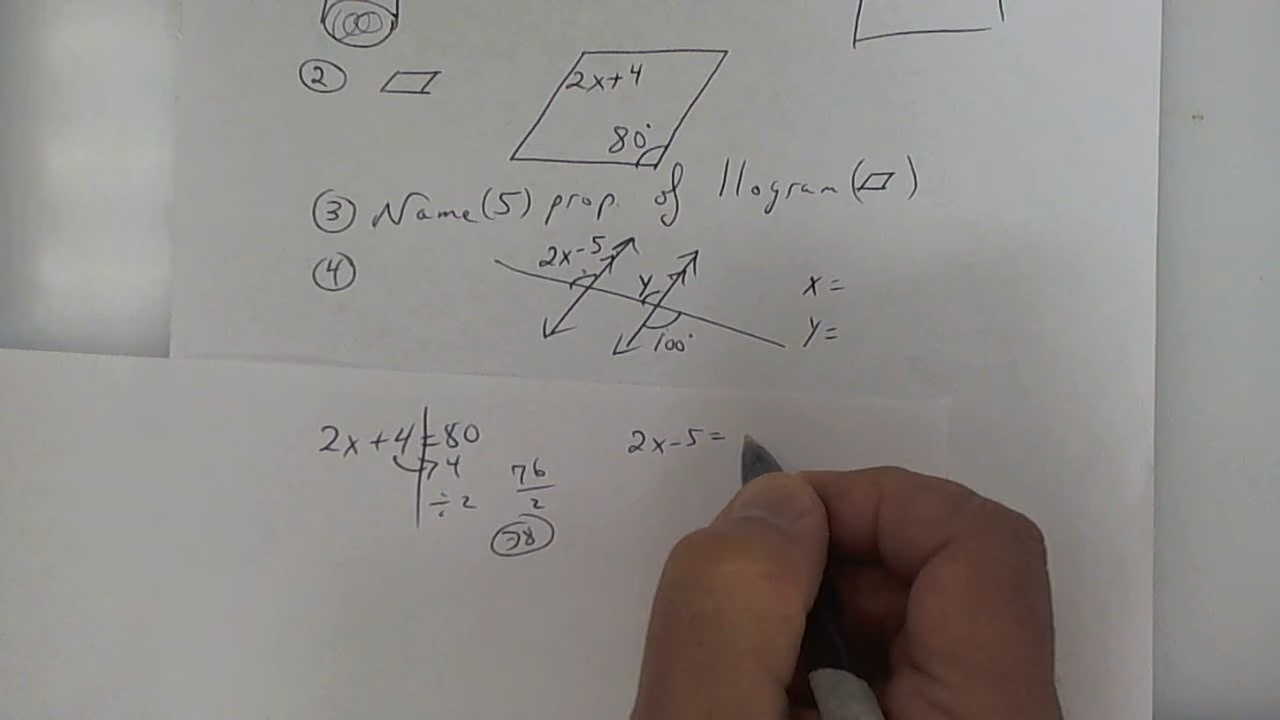 2
2x+4
80°
3 Name(5) prop. of llogram(▱)
4
2x-5
y
100°
x =
y =
2x+4=80
4
÷2
76
2
38
2x-5=